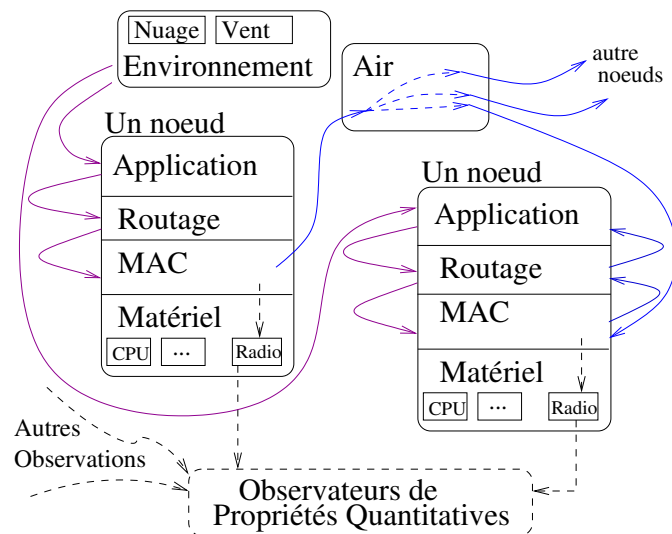 Nuage
Vent
Environnement
Air
autre
noeuds
Un noeud
Application
Routage
MAC
Matériel
CPU
...
Radio
Un noeud
Application
Routage
MAC
Matériel
CPU
...
Radio
Autres
Observations
Observateurs de
Propriétés Quantitatives